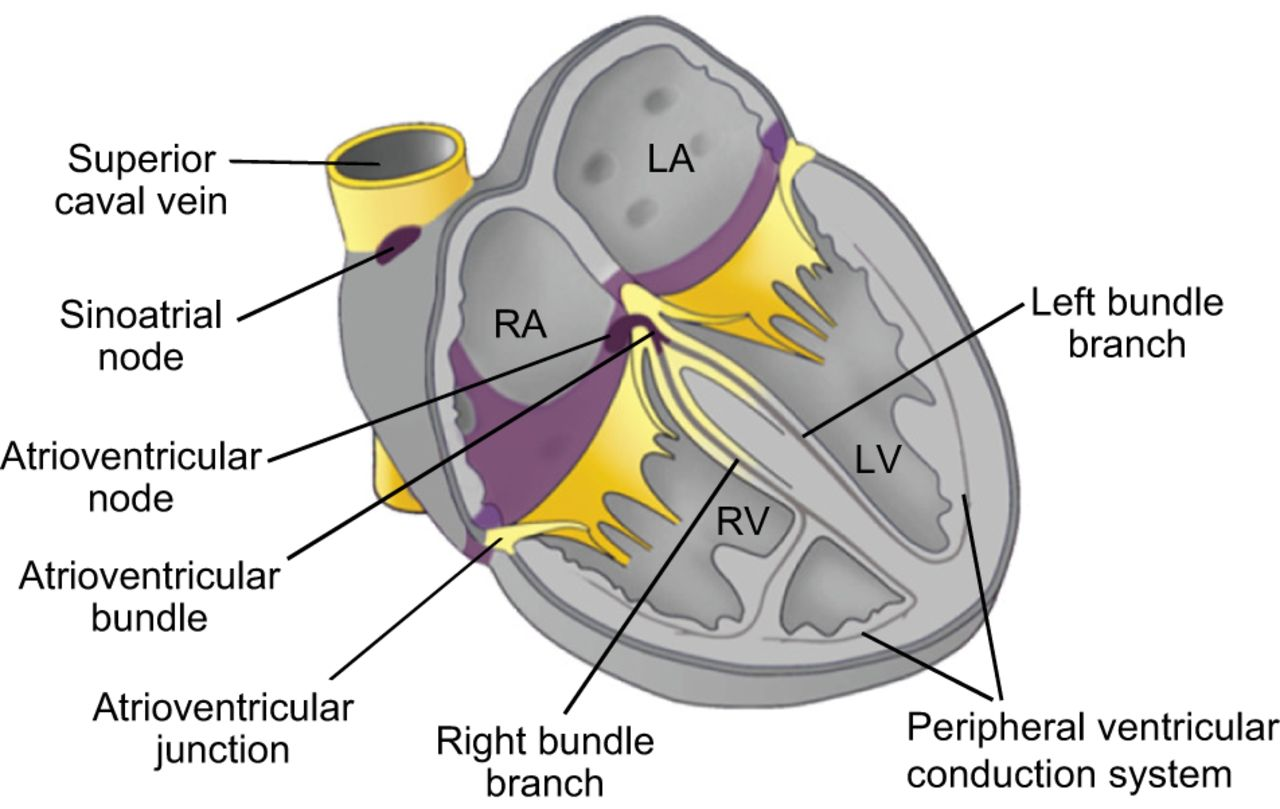 Superior
caval vein
Sinoatrial
node
Atrioventricular
node
Atrioventricular
bundle
Atrioventricular
junction
Right bundle
branch
LA
RA
LV
RV
Left bundle
branch
Peripheral ventricular
conduction system